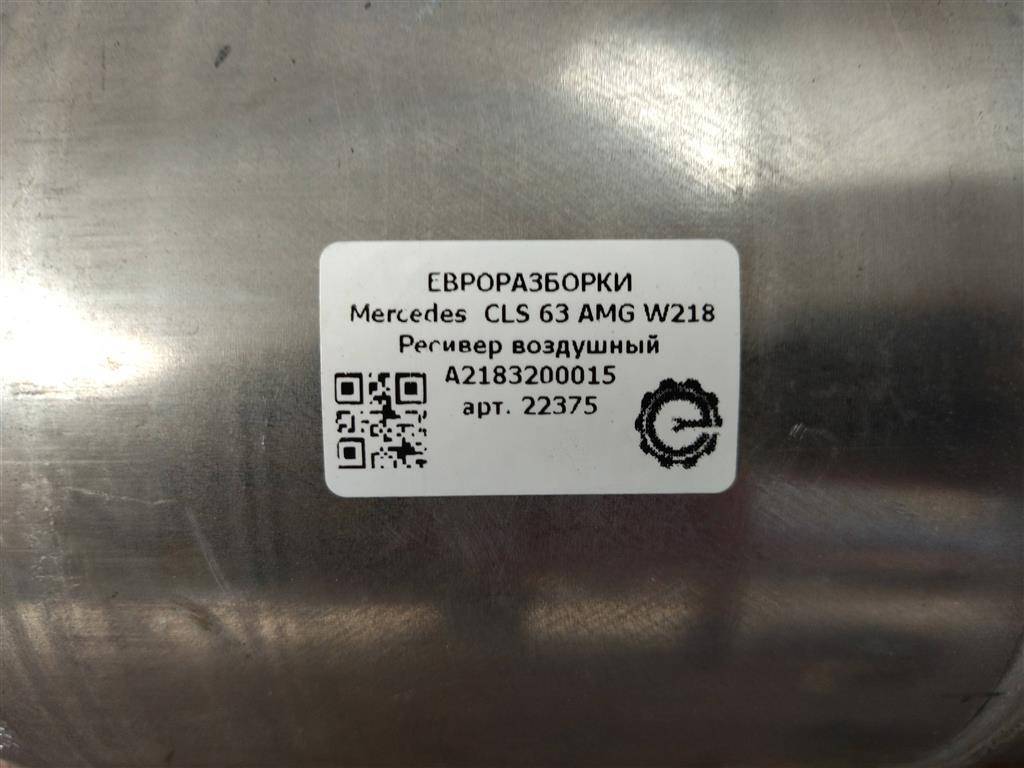 ЕВРОРАЗБОРКИ
Mercedes CLS 63 AMG W218
Ресивер воздушный
A2183200015
арт. 22375